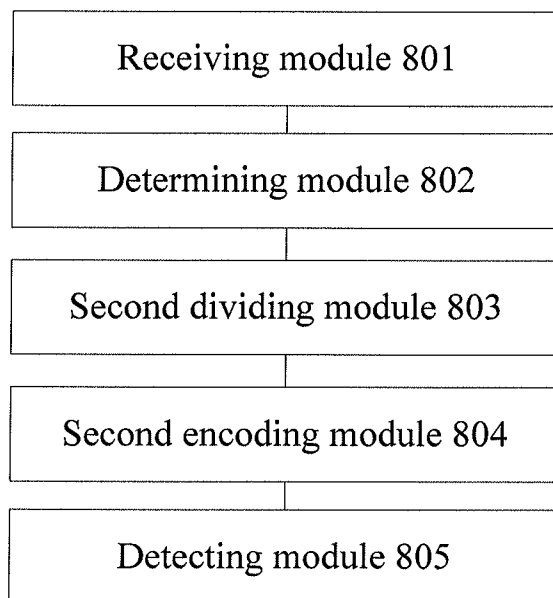 Receiving module 801
Determining module 802
Second dividing module 803
Second encoding module 804
Detecting module 805